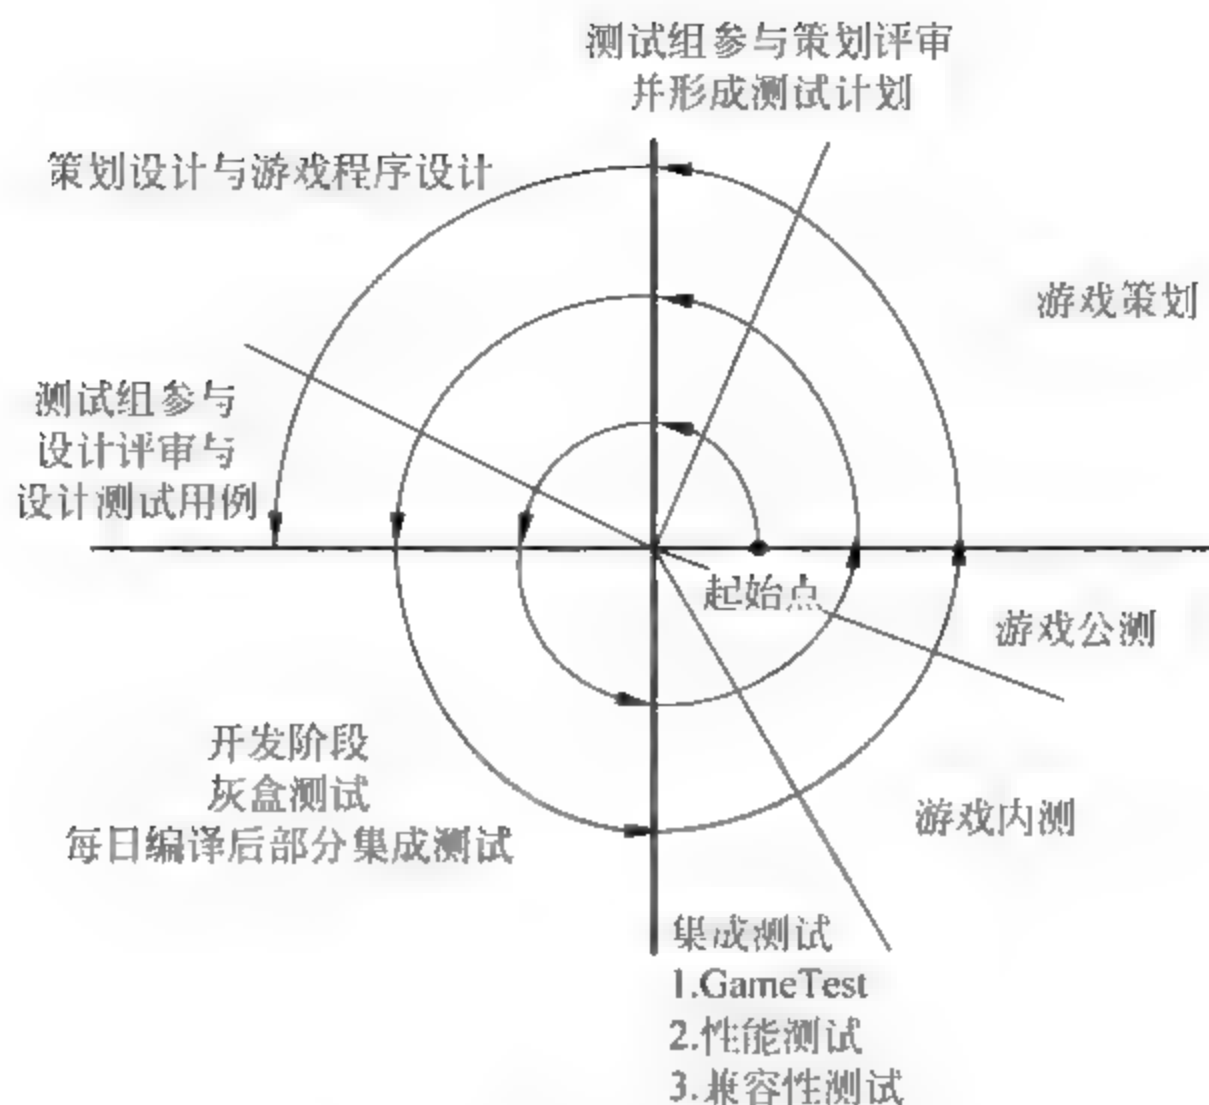 测试组参与策划评审
并形成测试计划
策划设计与游戏程序设计
游戏策划
测试组参与
设计评审与
设计测试用例
起始点
游戏公测
开发阶段
灰盒测试
每日编译后部分集成测试
游戏内测
集成测试
1.GameTest
2.性能测试
3.兼容性测试